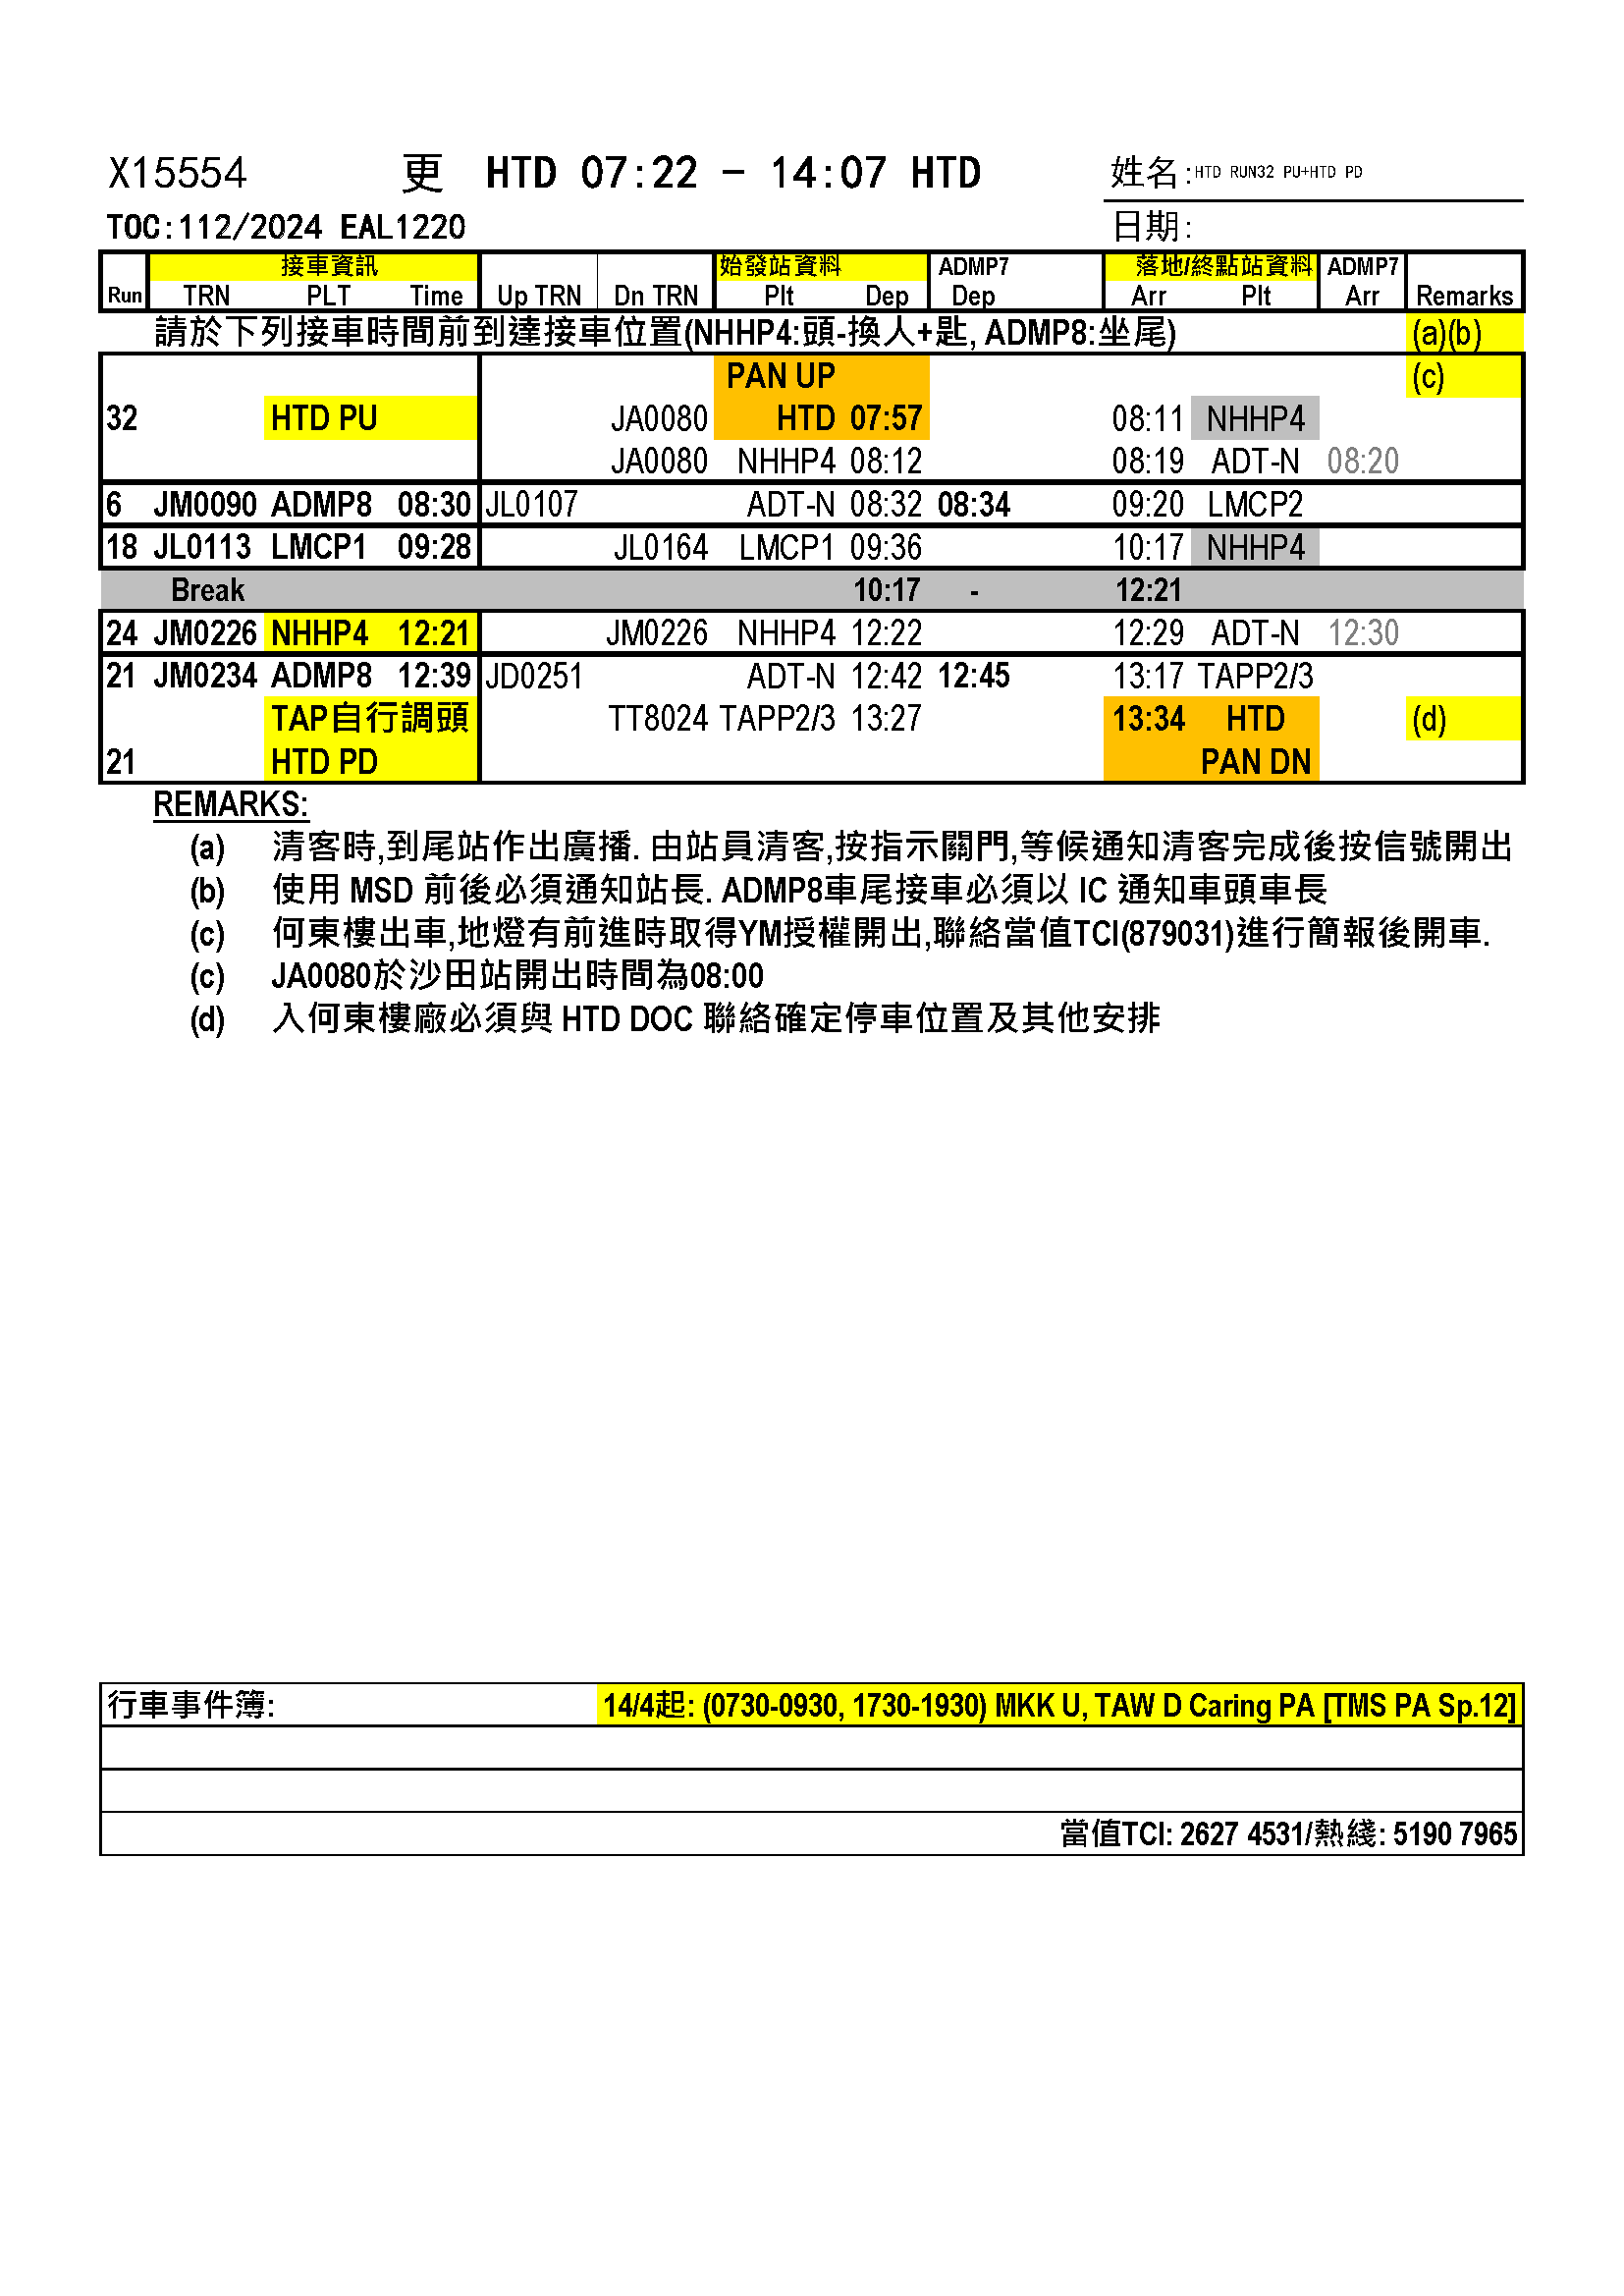 X15554 更 HTD 07:22 - 14:07 HTD 姓名:HTD RUN32 PU+HTD PD
TOC:112/2024 EAL1220 日期:
接車資訊 始發站資料 ADMP7 落地/終點站資料 ADMP7
Run TRN PLT Time Up TRN Dn TRN Plt Dep Dep Arr Plt Arr Remarks
請於下列接車時間前到達接車位置(NHHP4:頭-換人+匙, ADMP8:坐尾) (a)(b)
PAN UP (c)
32 HTD PU JA0080 HTD 07:57 08:11 NHHP4
JA0080 NHHP4 08:12 08:19 ADT-N 08:20
6 JM0090 ADMP8 08:30 JL0107 ADT-N 08:32 08:34 09:20 LMCP2
18 JL0113 LMCP1 09:28 JL0164 LMCP1 09:36 10:17 NHHP4
Break 10:17 - 12:21
24 JM0226 NHHP4 12:21 JM0226 NHHP4 12:22 12:29 ADT-N 12:30
21 JM0234 ADMP8 12:39 JD0251 ADT-N 12:42 12:45 13:17 TAPP2/3
TAP自行調頭 TT8024 TAPP2/3 13:27 13:34 HTD (d)
21 HTD PD PAN DN
REMARKS:
(a) 清客時,到尾站作出廣播. 由站員清客,按指示關門,等候通知清客完成後按信號開出
(b) 使用 MSD 前後必須通知站長. ADMP8車尾接車必須以 IC 通知車頭車長
(c) 何東樓出車,地燈有前進時取得YM授權開出,聯絡當值TCI(879031)進行簡報後開車.
(c) JA0080於沙田站開出時間為08:00
(d) 入何東樓廠必須與 HTD DOC 聯絡確定停車位置及其他安排
行車事件簿: 14/4起: (0730-0930, 1730-1930) MKK U, TAW D Caring PA [TMS PA Sp.12]
當值TCI: 2627 4531/熱綫: 5190 7965